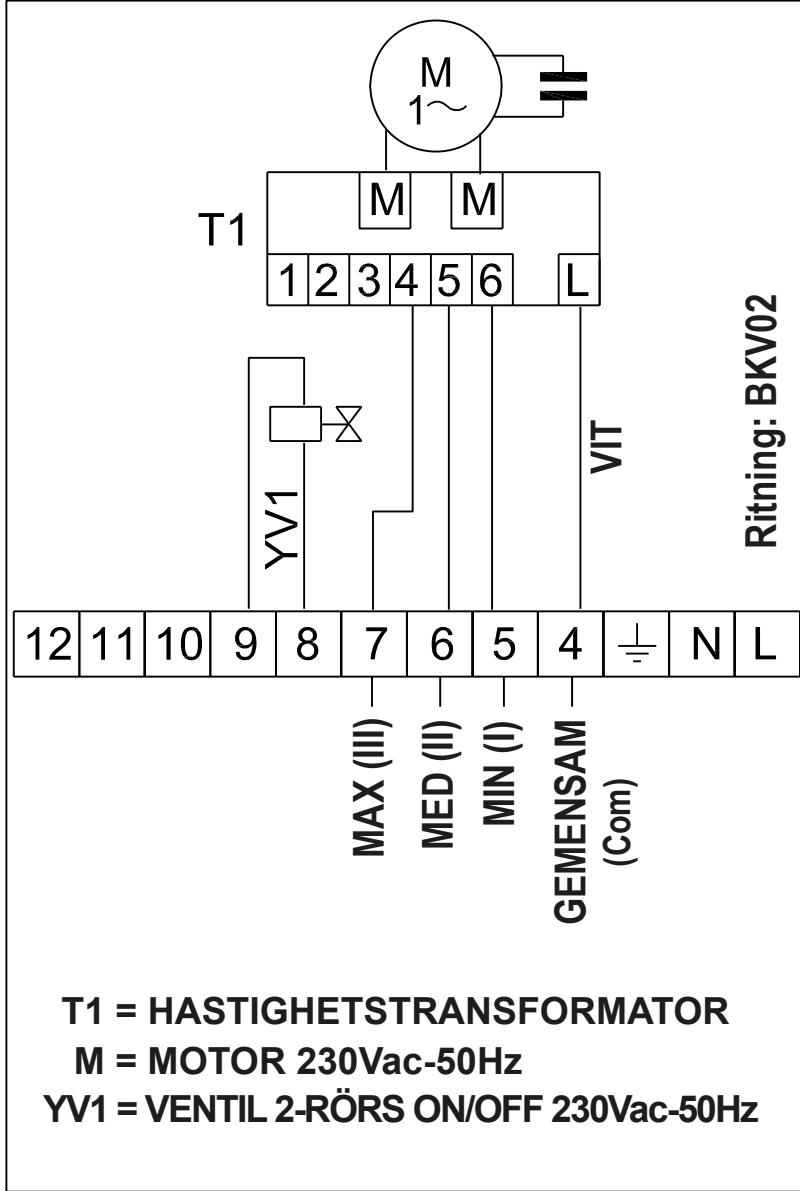 M
1~
M M
T1
1 2 3 4 5 6 L
YV1
VIT
Ritning: BKV02
12 11 10 9 8 7 6 5 4 N L
MAX (III)
MED (II)
MIN (I)
GEMENSAM
(Com)
T1 = HASTIGHETSTRANSFORMATOR
M = MOTOR 230Vac-50Hz
YV1 = VENTIL 2-RÖRS ON/OFF 230Vac-50Hz